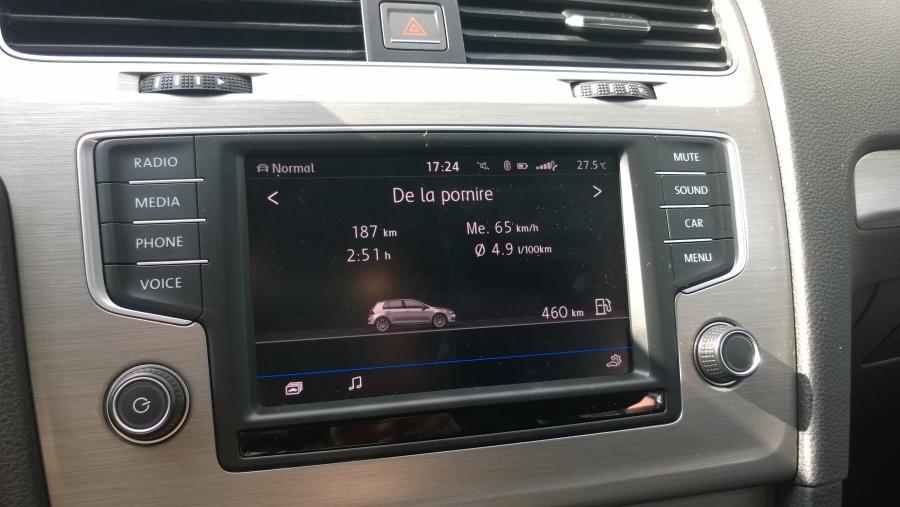 RADIO
MEDIA
PHONE
VOICE
Normal 17:24 27.5°C
< De la pornire >
187 km Me. 65 km/h
2:51 h Ø 4.9 l/100km
460 km
MUTE
SOUND
CAR
MENU